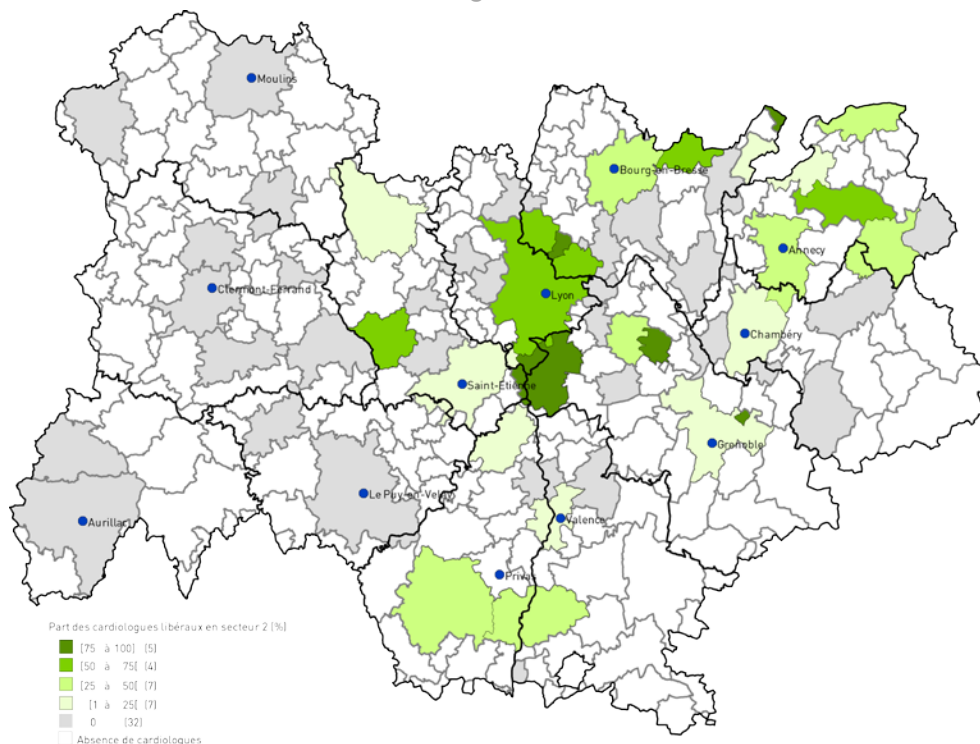 Moulins
Bourg-en-Bresse
Annecy
Clermont-Ferrand
Lyon
Chambéry
Saint-Etienne
Grenoble
Le Puy-en-Velay
Aurillac
Valence
Privas
Part des cardiologues libéraux en secteur 2 (%)
[75 à 100] (5)
[50 à 75[ (4)
[25 à 50[ (7)
[1 à 25[ (7)
0 (32)
Absence de cardiologues